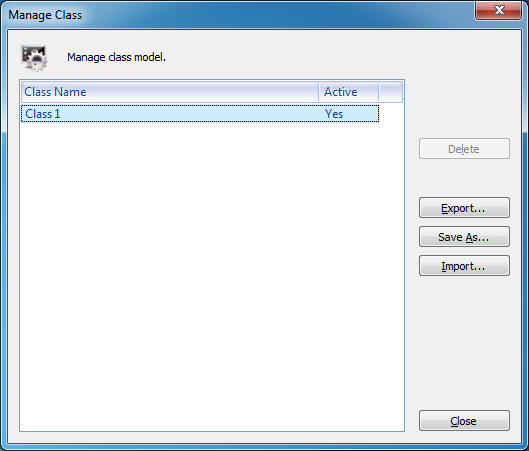 Manage Class
Manage class model.
Class Name Active
Class 1 Yes
Delete
Export...
Save As...
Import...
Close